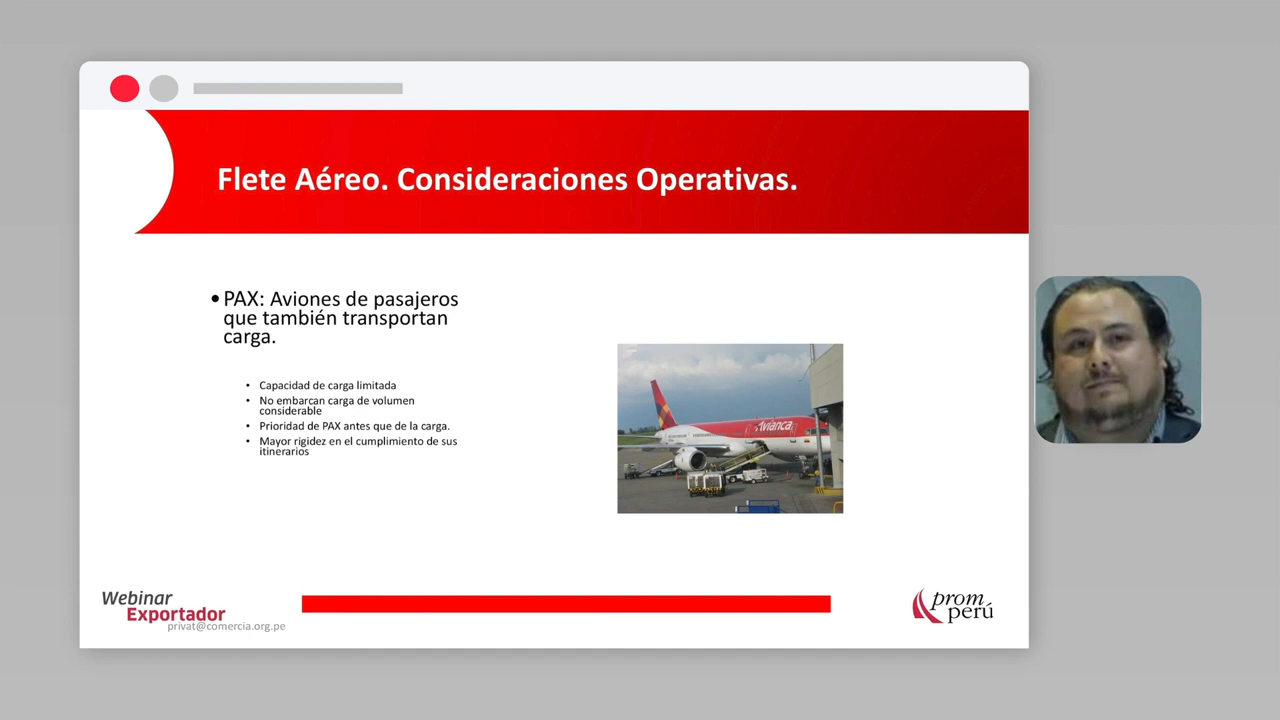 Flete Aéreo. Consideraciones Operativas.
• PAX: Aviones de pasajeros
que también transportan
carga.
• Capacidad de carga limitada
• No embarcan carga de volumen
considerable
• Prioridad de PAX antes que de la carga.
• Mayor rigidez en el cumplimiento de sus
itinerarios
Avianca
Webinar
Exportador
privat@comercia.org.pe
prom
perú